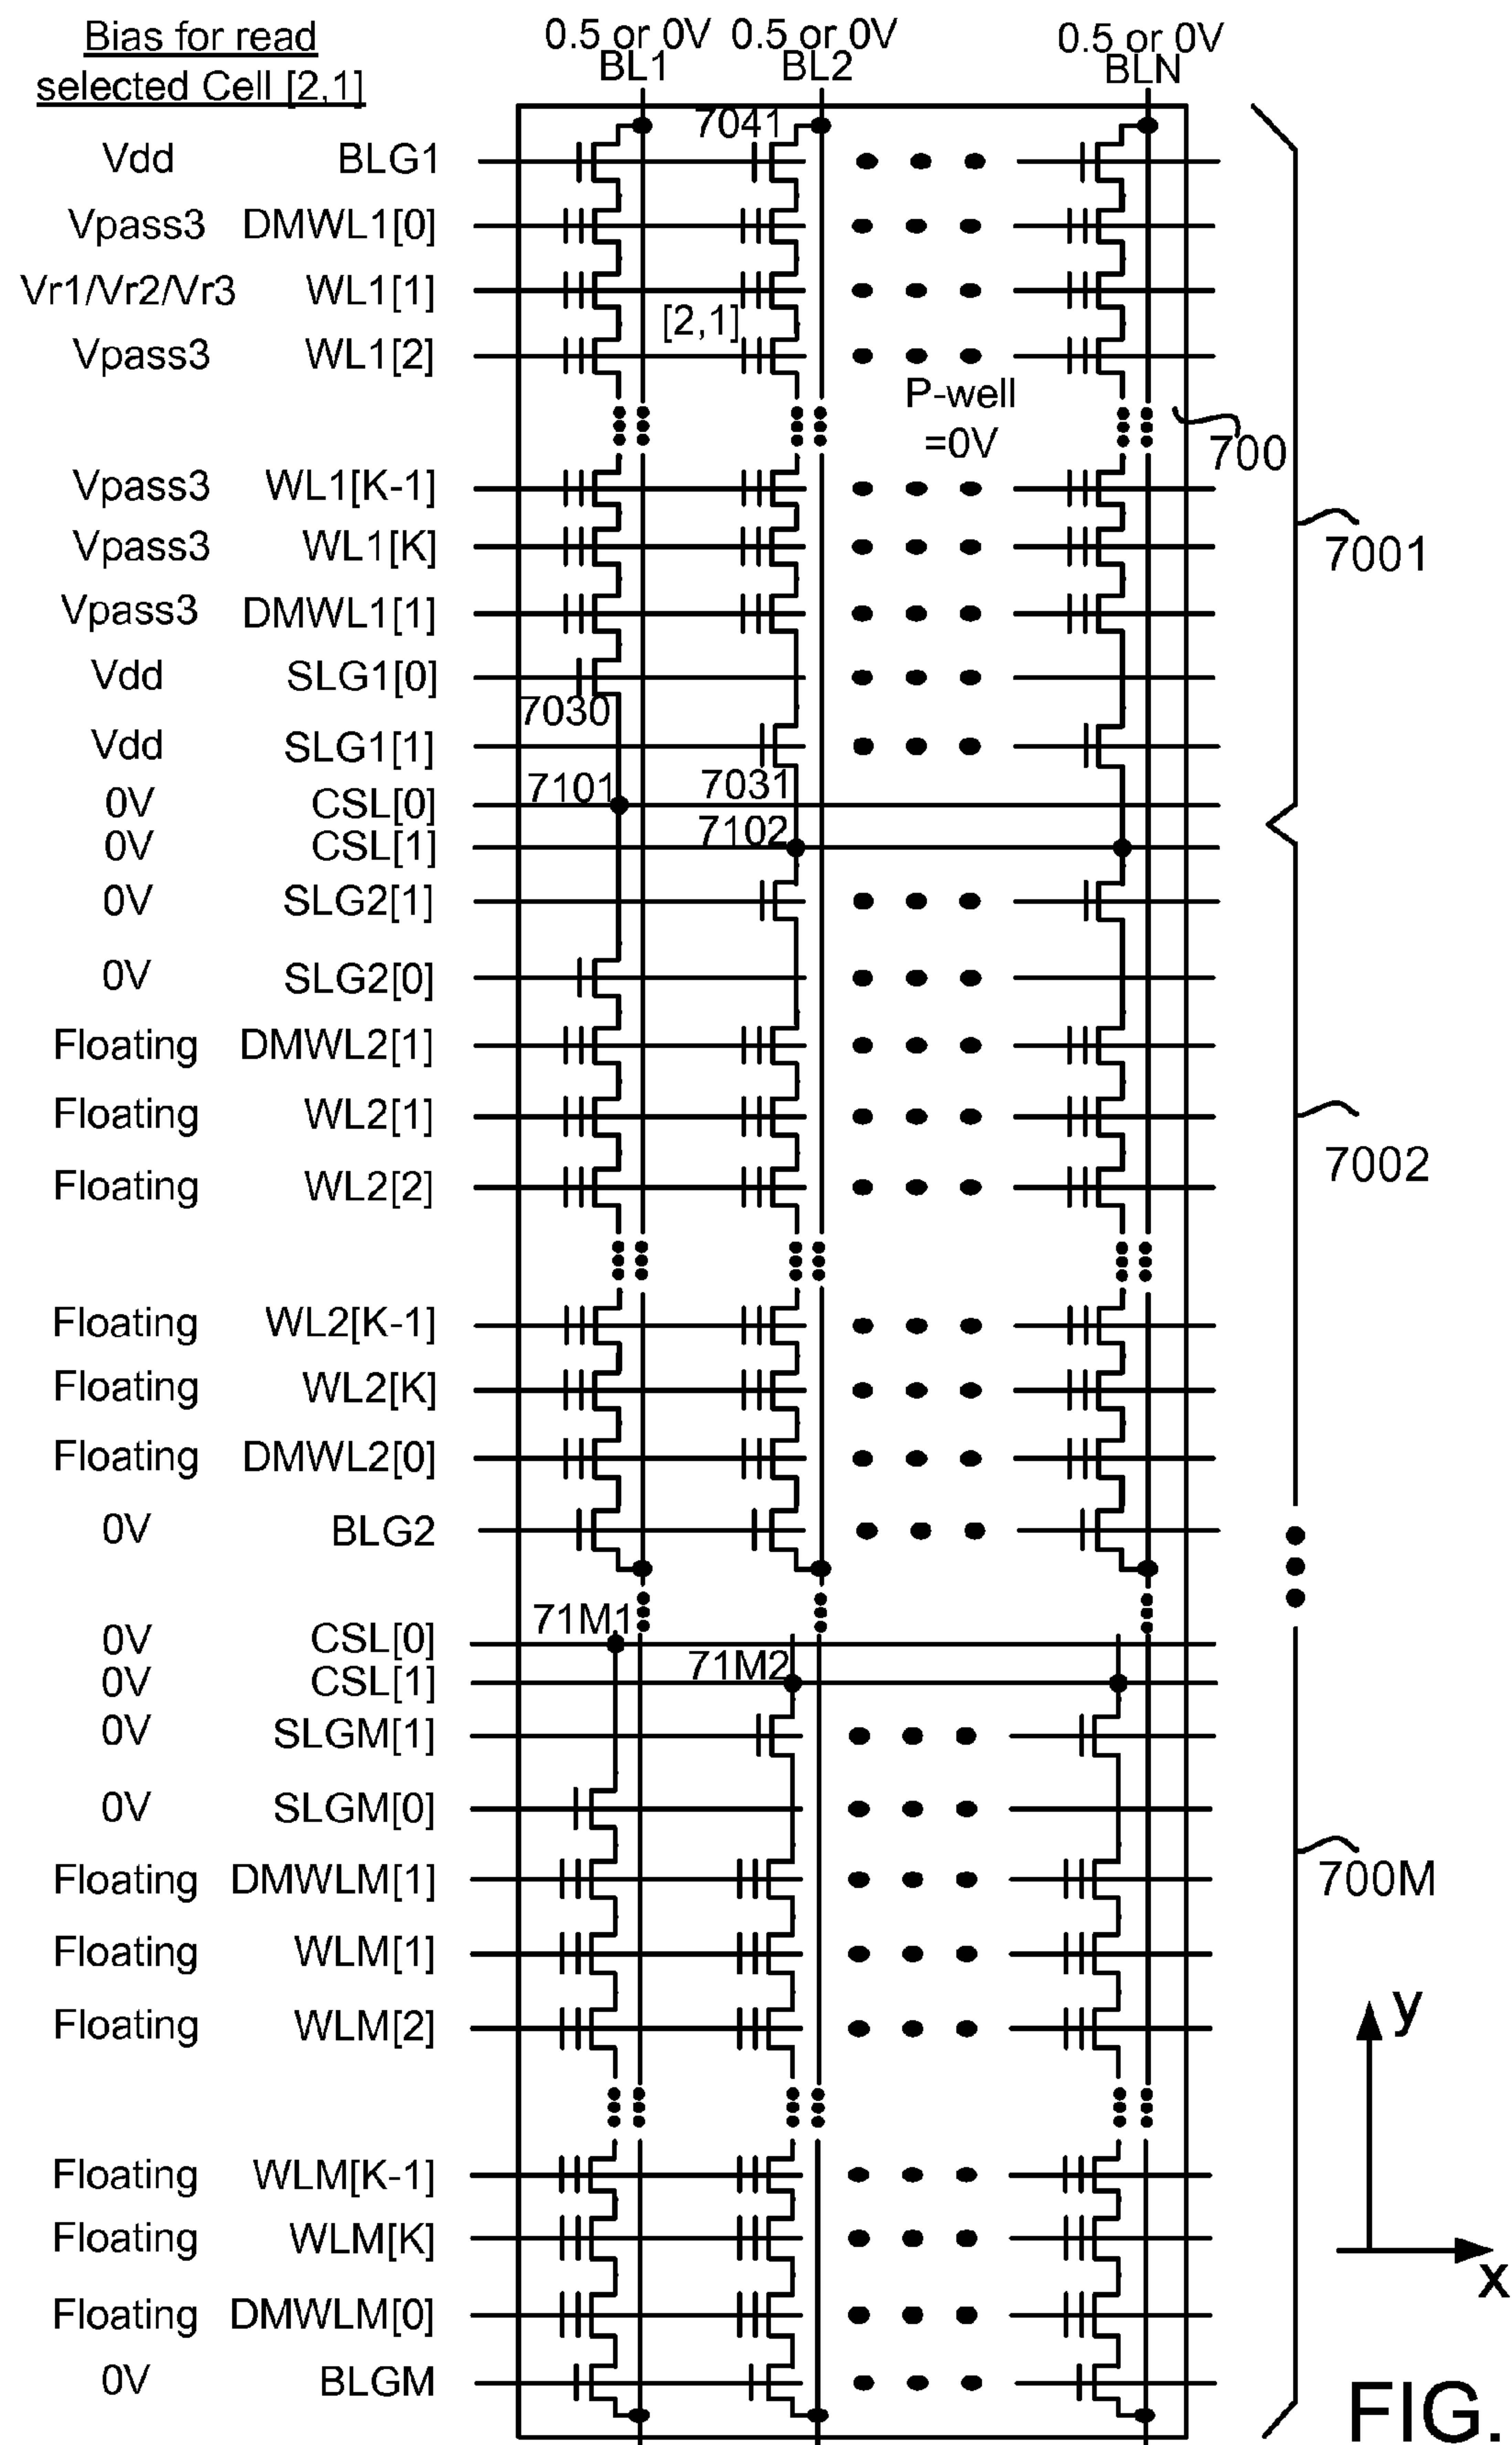 Bias for read
selected Cell [2,1]
0.5 or 0V 0.5 or 0V 0.5 or 0V
BL1 BL2 BLN
7041
Vdd BLG1
Vpass3 DMWL1[0]
Vr1/Vr2/Vr3 WL1[1]
[2,1]
Vpass3 WL1[2]
P-well
=0V
700
Vpass3 WL1[K-1]
Vpass3 WL1[K]
7001
Vpass3 DMWL1[1]
Vdd SLG1[0]
7030
Vdd SLG1[1]
7101 7031
0V CSL[0]
7102
0V CSL[1]
0V SLG2[1]
0V SLG2[0]
Floating DMWL2[1]
Floating WL2[1]
7002
Floating WL2[2]
Floating WL2[K-1]
Floating WL2[K]
Floating DMWL2[0]
0V BLG2
71M1
0V CSL[0]
71M2
0V CSL[1]
0V SLGM[1]
0V SLGM[0]
Floating DMWLM[1]
700M
Floating WLM[1]
Floating WLM[2]
y
Floating WLM[K-1]
Floating WLM[K]
x
Floating DMWLM[0]
0V BLGM
FIG.